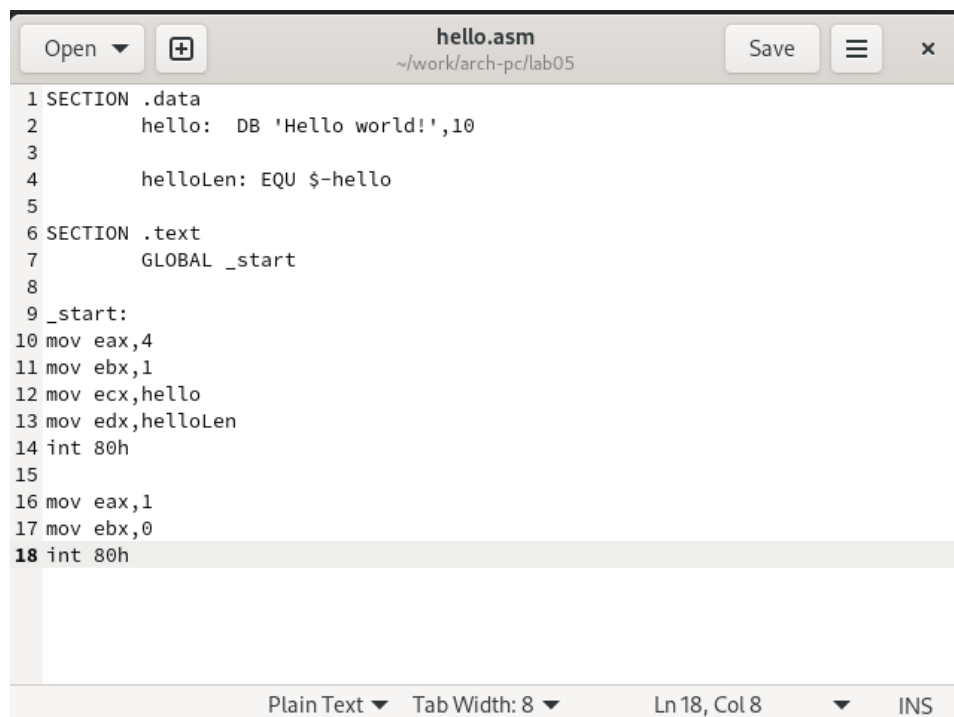 Open hello.asm Save
~/work/arch-pc/lab05
1 SECTION .data
2         hello:  DB 'Hello world!',10
3
4         helloLen: EQU $-hello
5
6 SECTION .text
7         GLOBAL _start
8
9 _start:
10 mov eax,4
11 mov ebx,1
12 mov ecx,hello
13 mov edx,helloLen
14 int 80h
15
16 mov eax,1
17 mov ebx,0
18 int 80h
Plain Text Tab Width: 8 Ln 18, Col 8 INS